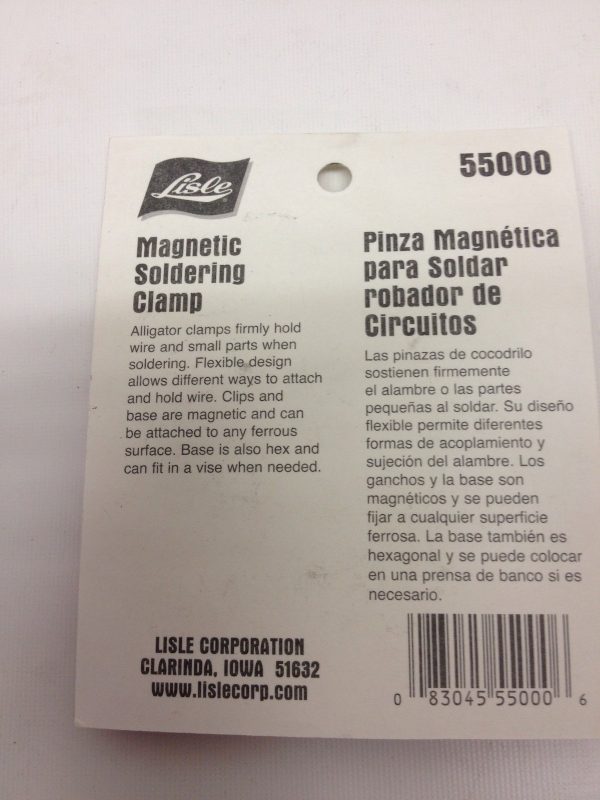 Lisle
55000
Magnetic
Soldering
Clamp
Alligator clamps firmly hold
wire and small parts when
soldering. Flexible design
allows different ways to attach
and hold wire. Clips and
base are magnetic and can
be attached to any ferrous
surface. Base is also hex and
can fit in a vise when needed.
Pinza Magnética
para Soldar
robador de
Circuitos
Las pinazas de cocodrilo
sostienen firmemente
el alambre o las partes
pequeñas al soldar. Su diseño
flexible permite diferentes
formas de acoplamiento y
sujeción del alambre. Los
ganchos y la base son
magnéticos y se pueden
fijar a cualquier superficie
ferrosa. La base también es
hexagonal y se puede colocar
en una prensa de banco si es
necesario.
LISLE CORPORATION
CLARINDA, IOWA 51632
www.lislecorp.com
0 83045 55000 6